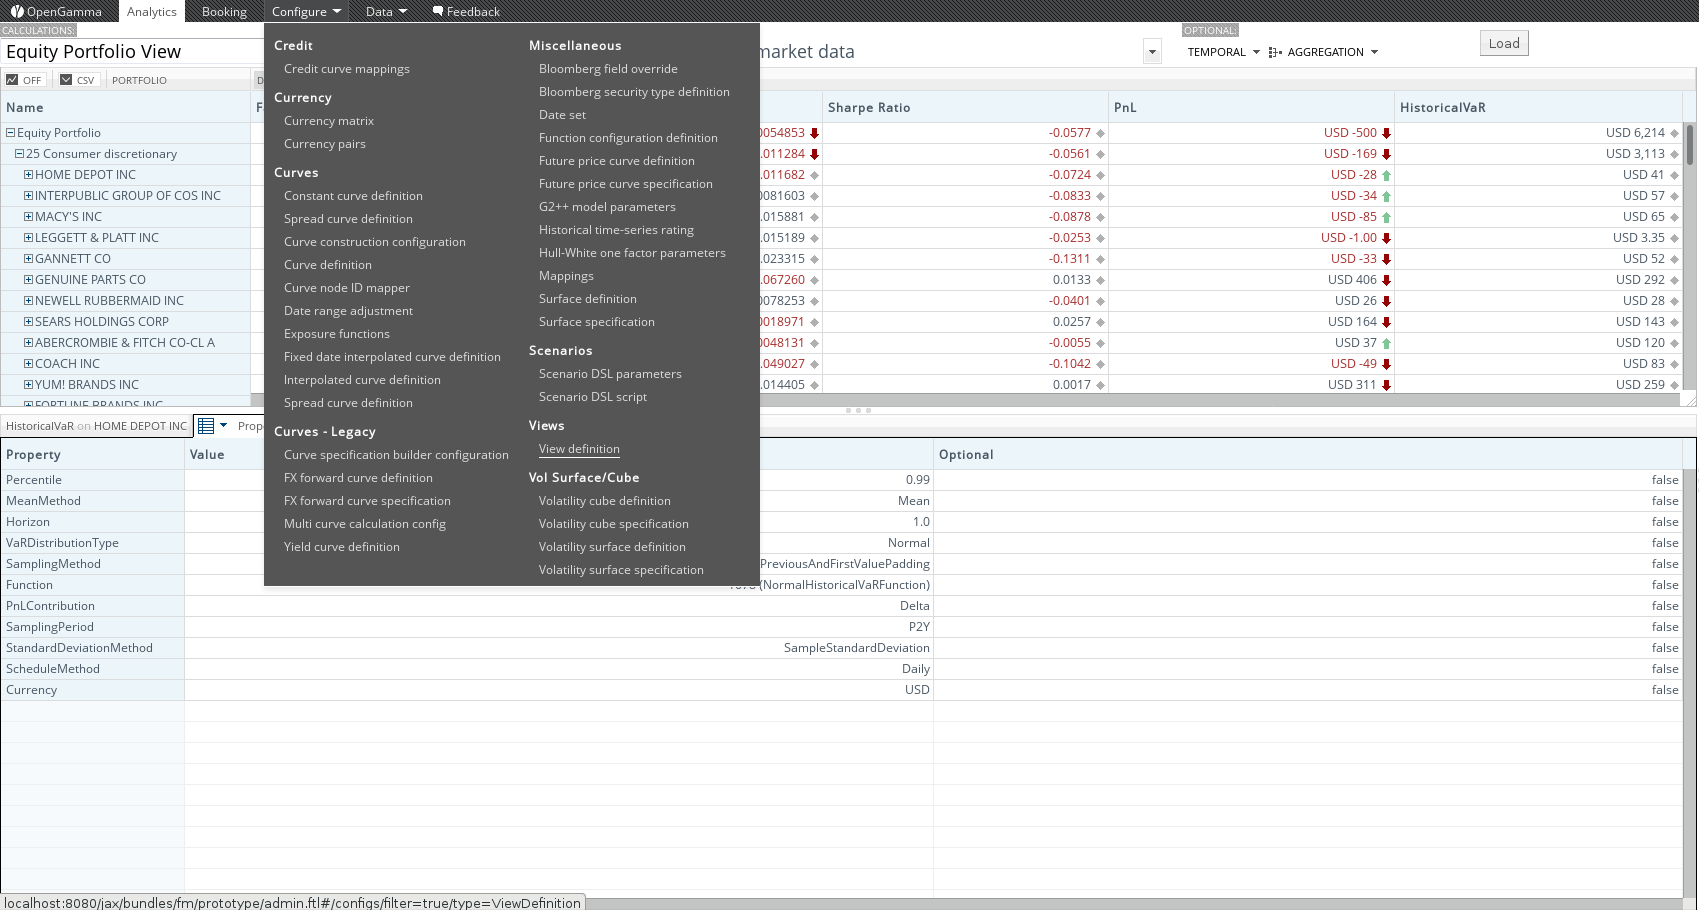 OpenGamma Analytics Booking Configure Data Feedback
CALCULATIONS:
Equity Portfolio View
market data
OPTIONAL:
TEMPORAL AGGREGATION
Load
OFF CSV PORTFOLIO
Name
Sharpe Ratio PnL HistoricalVaR
Equity Portfolio
0054853 -0.0577 USD -500 USD 6,214
25 Consumer discretionary
.011284 -0.0561 USD -169 USD 3,113
HOME DEPOT INC
.011682 -0.0724 USD -28 USD 41
INTERPUBLIC GROUP OF COS INC
0081603 -0.0833 USD -34 USD 57
MACY'S INC
.015881 -0.0878 USD -85 USD 65
LEGGETT & PLATT INC
.015189 -0.0253 USD -1.00 USD 3.35
GANNETT CO
.023315 -0.1311 USD -33 USD 52
GENUINE PARTS CO
.067260 0.0133 USD 406 USD 292
NEWELL RUBBERMAID INC
0078253 -0.0401 USD 26 USD 28
SEARS HOLDINGS CORP
0018971 0.0257 USD 164 USD 143
ABERCROMBIE & FITCH CO-CL A
0048131 -0.0055 USD 37 USD 120
COACH INC
.049027 -0.1042 USD -49 USD 83
YUM! BRANDS INC
.014405 0.0017 USD 311 USD 259
FORTUNE BRANDS INC
Credit
Credit curve mappings
Currency
Currency matrix
Currency pairs
Curves
Constant curve definition
Spread curve definition
Curve construction configuration
Curve definition
Curve node ID mapper
Date range adjustment
Exposure functions
Fixed date interpolated curve definition
Interpolated curve definition
Spread curve definition
Curves - Legacy
Curve specification builder configuration
FX forward curve definition
FX forward curve specification
Multi curve calculation config
Yield curve definition
Miscellaneous
Bloomberg field override
Bloomberg security type definition
Date set
Function configuration definition
Future price curve definition
Future price curve specification
G2++ model parameters
Historical time-series rating
Hull-White one factor parameters
Mappings
Surface definition
Surface specification
Scenarios
Scenario DSL parameters
Scenario DSL script
Views
View definition
Vol Surface/Cube
Volatility cube definition
Volatility cube specification
Volatility surface definition
Volatility surface specification
HistoricalVaR on HOME DEPOT INC Prop
Property Value Optional
Percentile 0.99 false
MeanMethod Mean false
Horizon 1.0 false
VaRDistributionType Normal false
SamplingMethod PreviousAndFirstValuePadding false
Function (NormalHistoricalVaRFunction) false
PnLContribution Delta false
SamplingPeriod P2Y false
StandardDeviationMethod SampleStandardDeviation false
ScheduleMethod Daily false
Currency USD false
localhost:8080/jax/bundles/fm/prototype/admin.ftl#/configs/filter=true/type=ViewDefinition